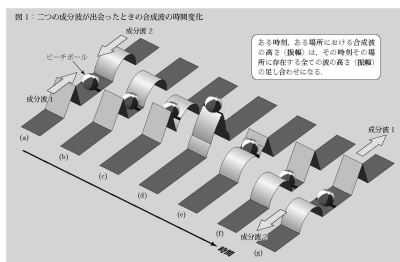 図1:二つの成分波が出会ったときの合成波の時間変化
成分波2
ビーチボール
成分波1
ある時刻，ある場所における合成波
の高さ（振幅）は，その時刻その場
所に存在する全ての波の高さ（振幅）
の足し合わせになる．
成分波1
(a)
(b)
(c)
(d)
(e)
(f)
成分波2
(g)
時間